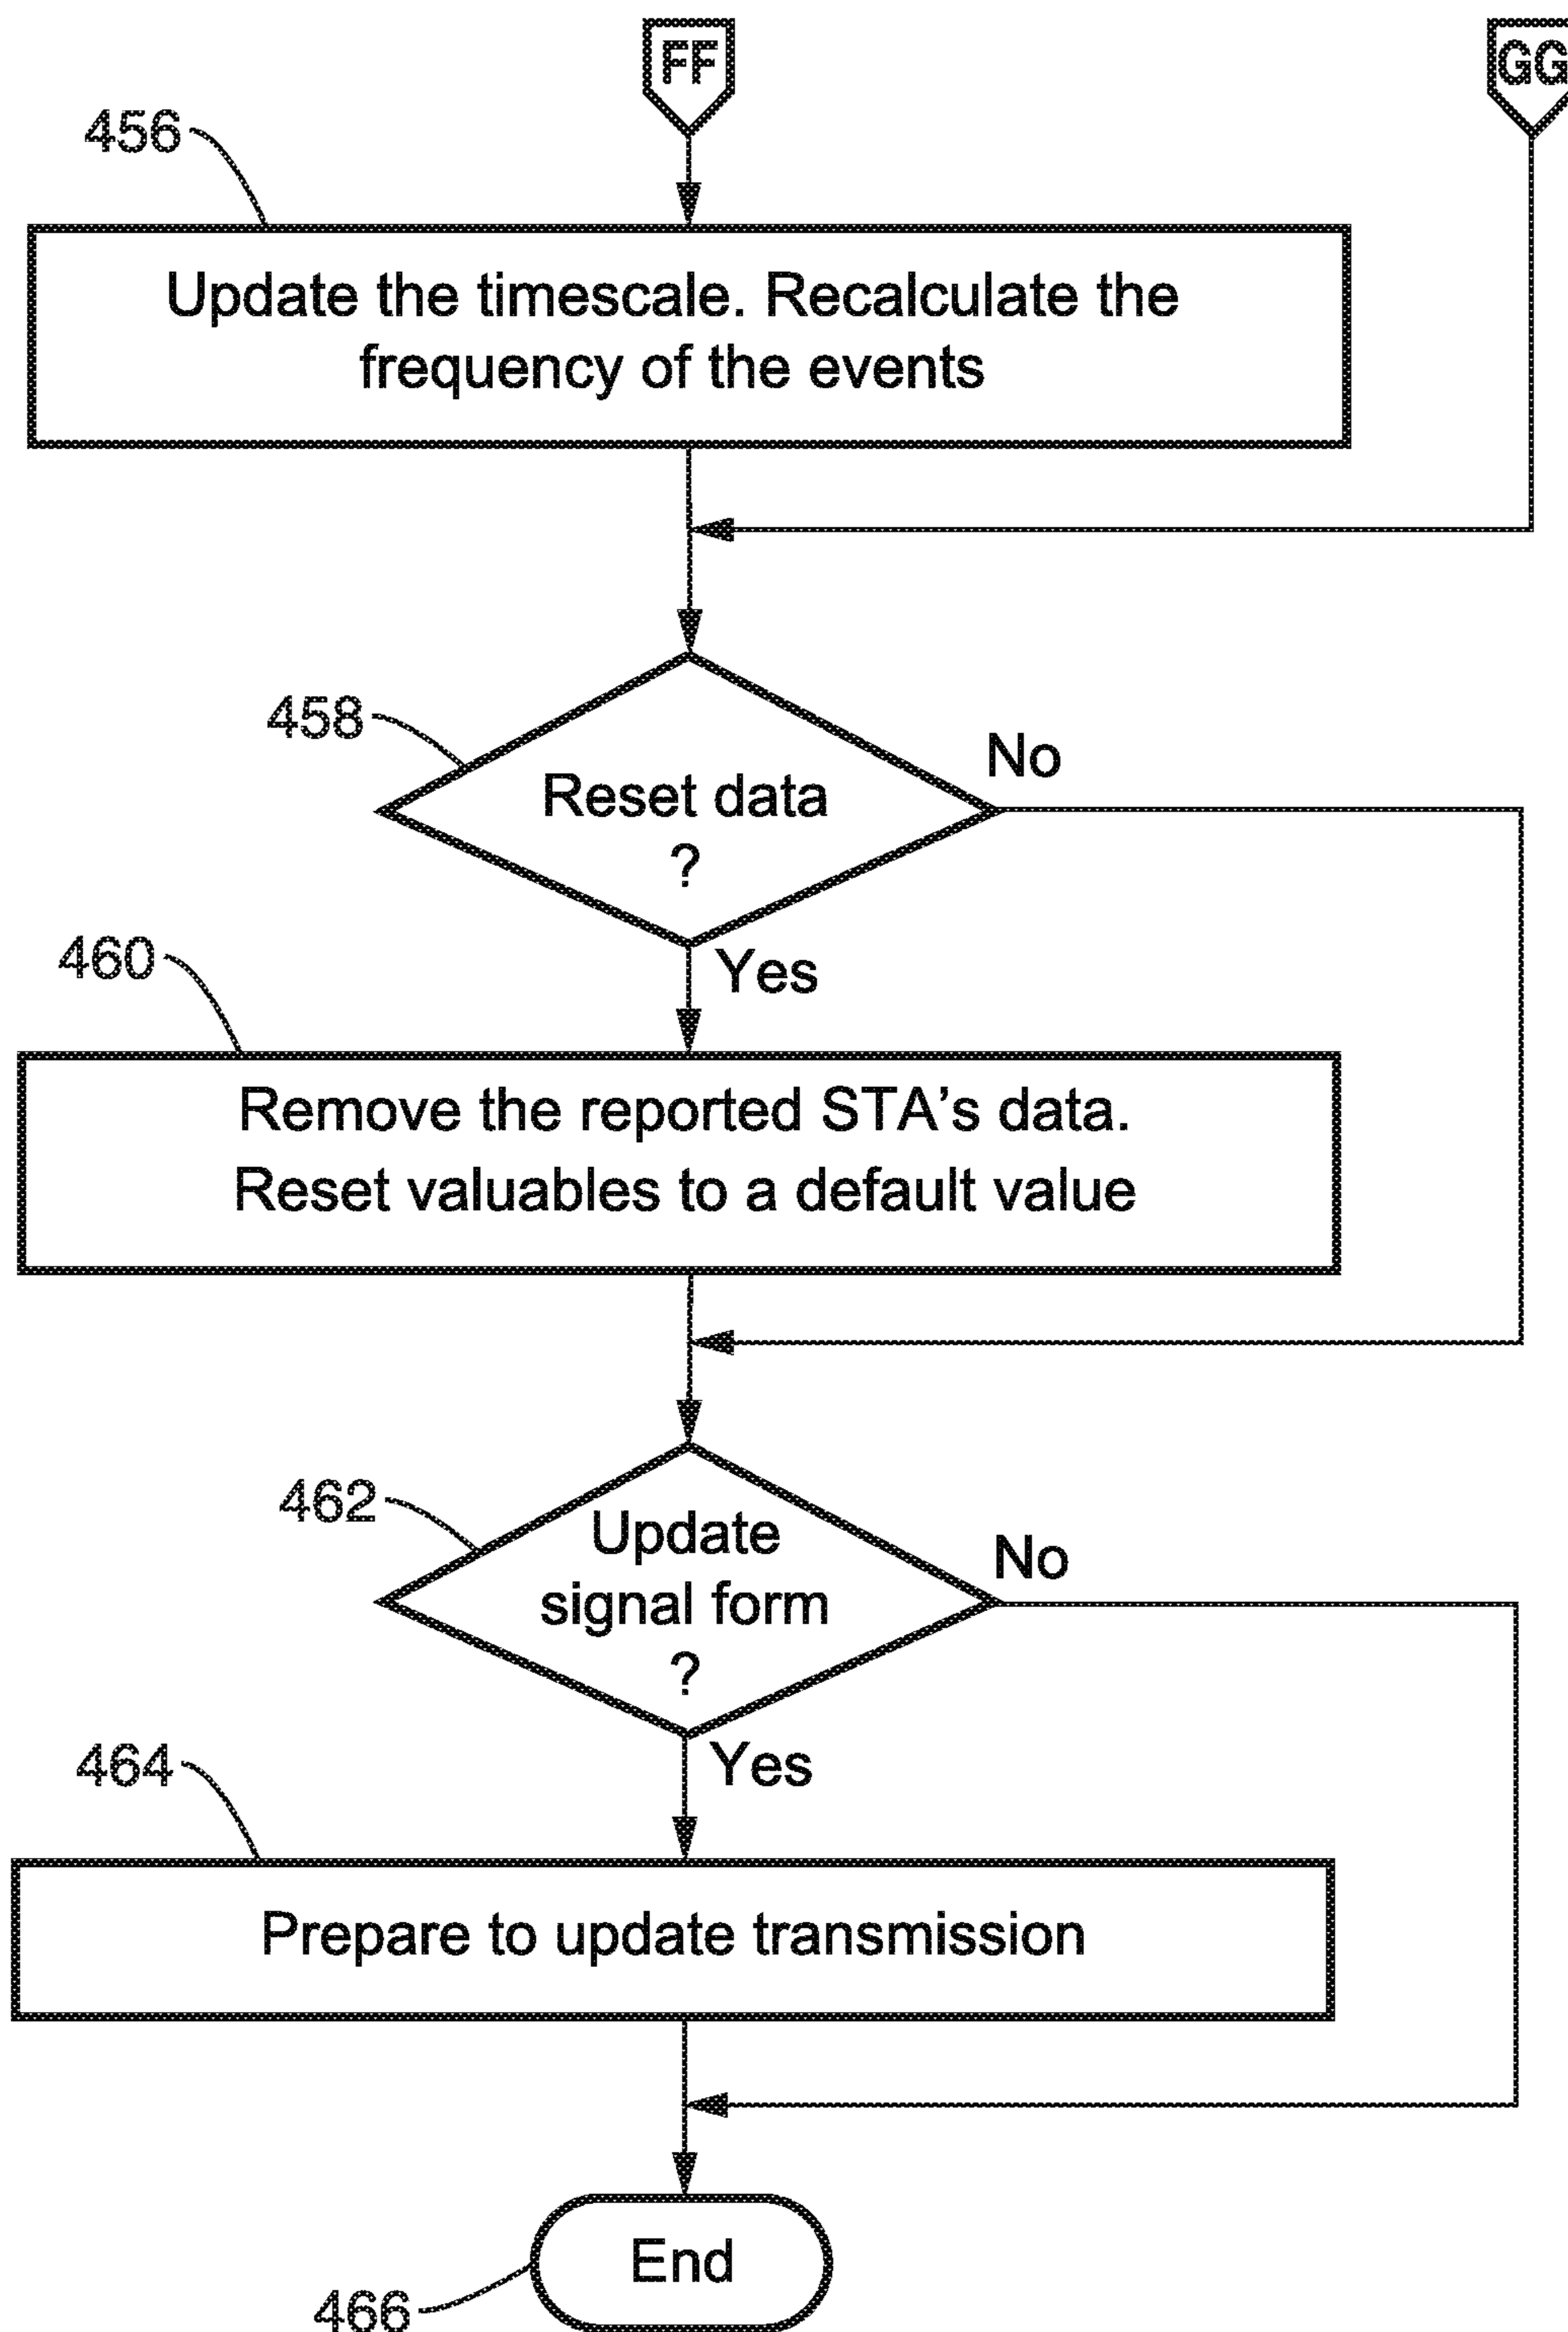 FF
GG
456
Update the timescale. Recalculate the
frequency of the events
458
Reset data
?
No
Yes
460
Remove the reported STA’s data.
Reset valuables to a default value
462
Update
signal form
?
No
Yes
464
Prepare to update transmission
End
466